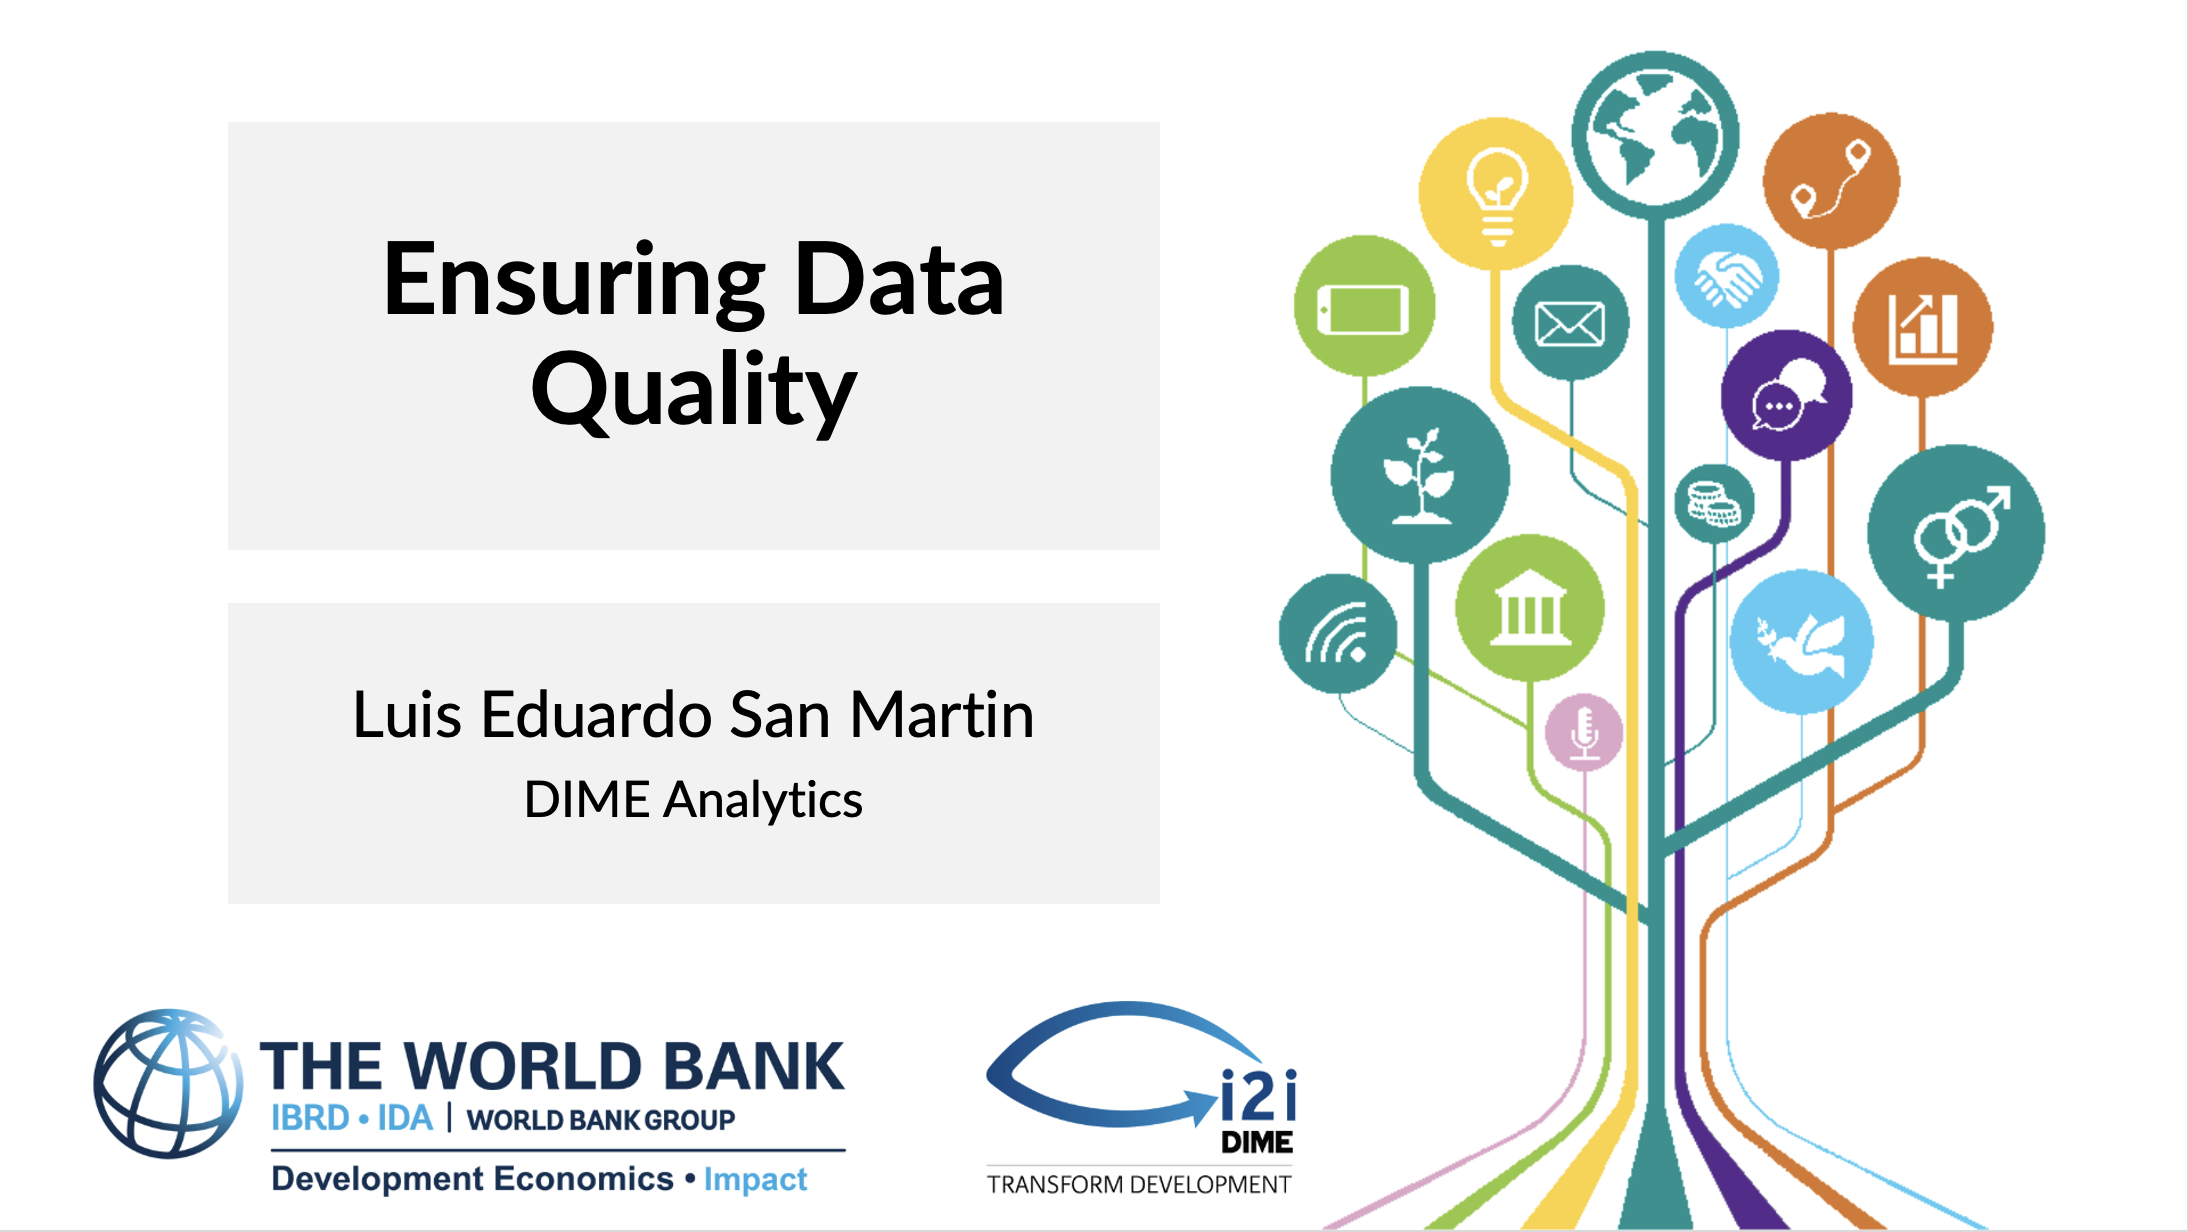 Ensuring Data
Quality
Luis Eduardo San Martin
DIME Analytics
THE WORLD BANK
IBRD • IDA | WORLD BANK GROUP
Development Economics • Impact
i2i
DIME
TRANSFORM DEVELOPMENT